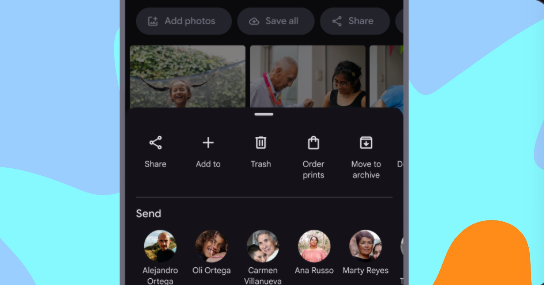 Add photos
Save all
Share
Share
Add to
Trash
Order
prints
Move to
archive
Send
Alejandro
Ortega
Oli Ortega
Carmen
Villanueva
Ana Russo
Marty Reyes